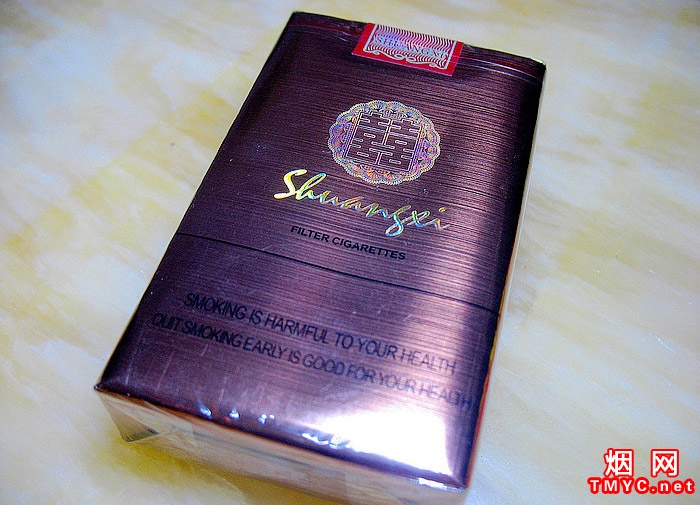 SHUANGXI
囍
Shuangxi
FILTER CIGARETTES
SMOKING IS HARMFUL TO YOUR HEALTH
QUIT SMOKING EARLY IS GOOD FOR YOUR HEALTH
烟网
TMYC.net